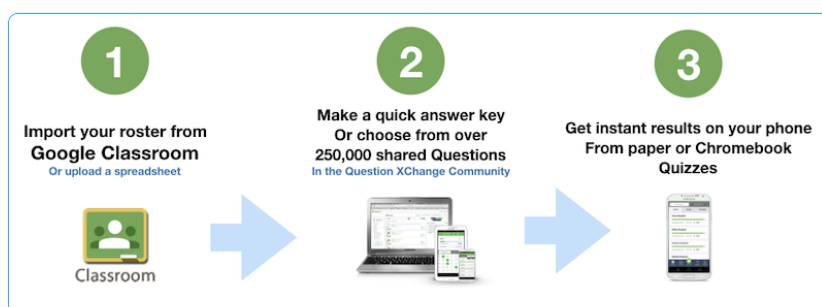 1
Import your roster from
Google Classroom
Or upload a spreadsheet
Classroom
2
Make a quick answer key
Or choose from over
250,000 shared Questions
In the Question XChange Community
3
Get instant results on your phone
From paper or Chromebook
Quizzes